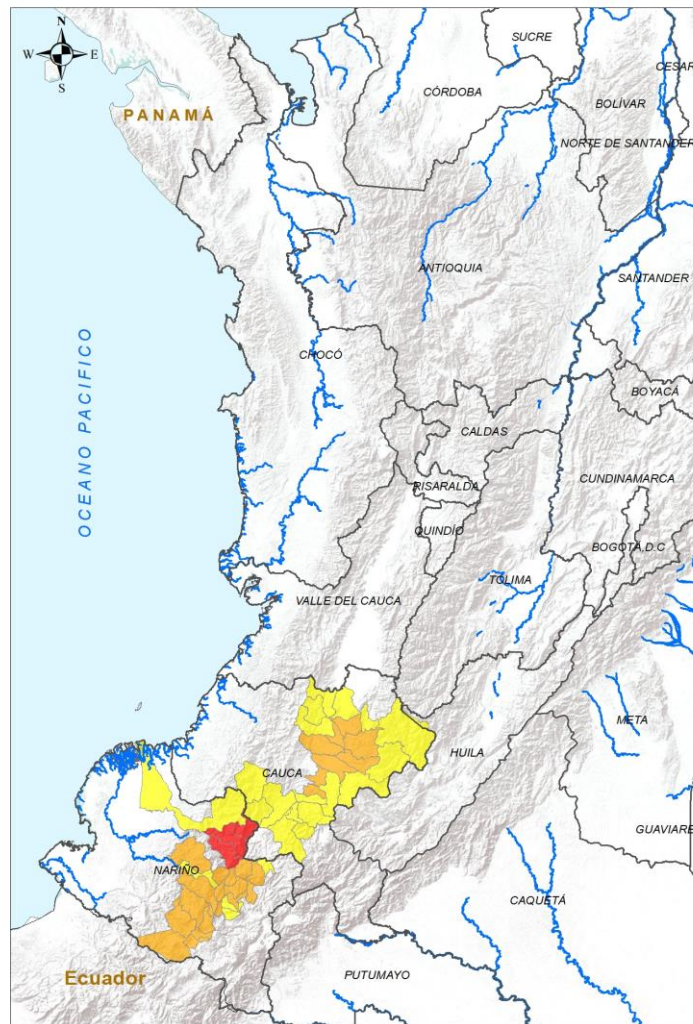 N
W E
S
SUCRE
CESAR
CÓRDOBA
BOLÍVAR
PANAMÁ
NORTE DE SANTANDER
ANTIOQUIA
SANTANDER
OCEANO PACIFICO
CHOCÓ
BOYACÁ
CALDAS
CUNDINAMARCA
RISARALDA
QUINDÍO
BOGOTÁ,D.C
TOLIMA
VALLE DEL CAUCA
META
HUILA
CAUCA
GUAVIARE
NARIÑO
CAQUETÁ
PUTUMAYO
Ecuador